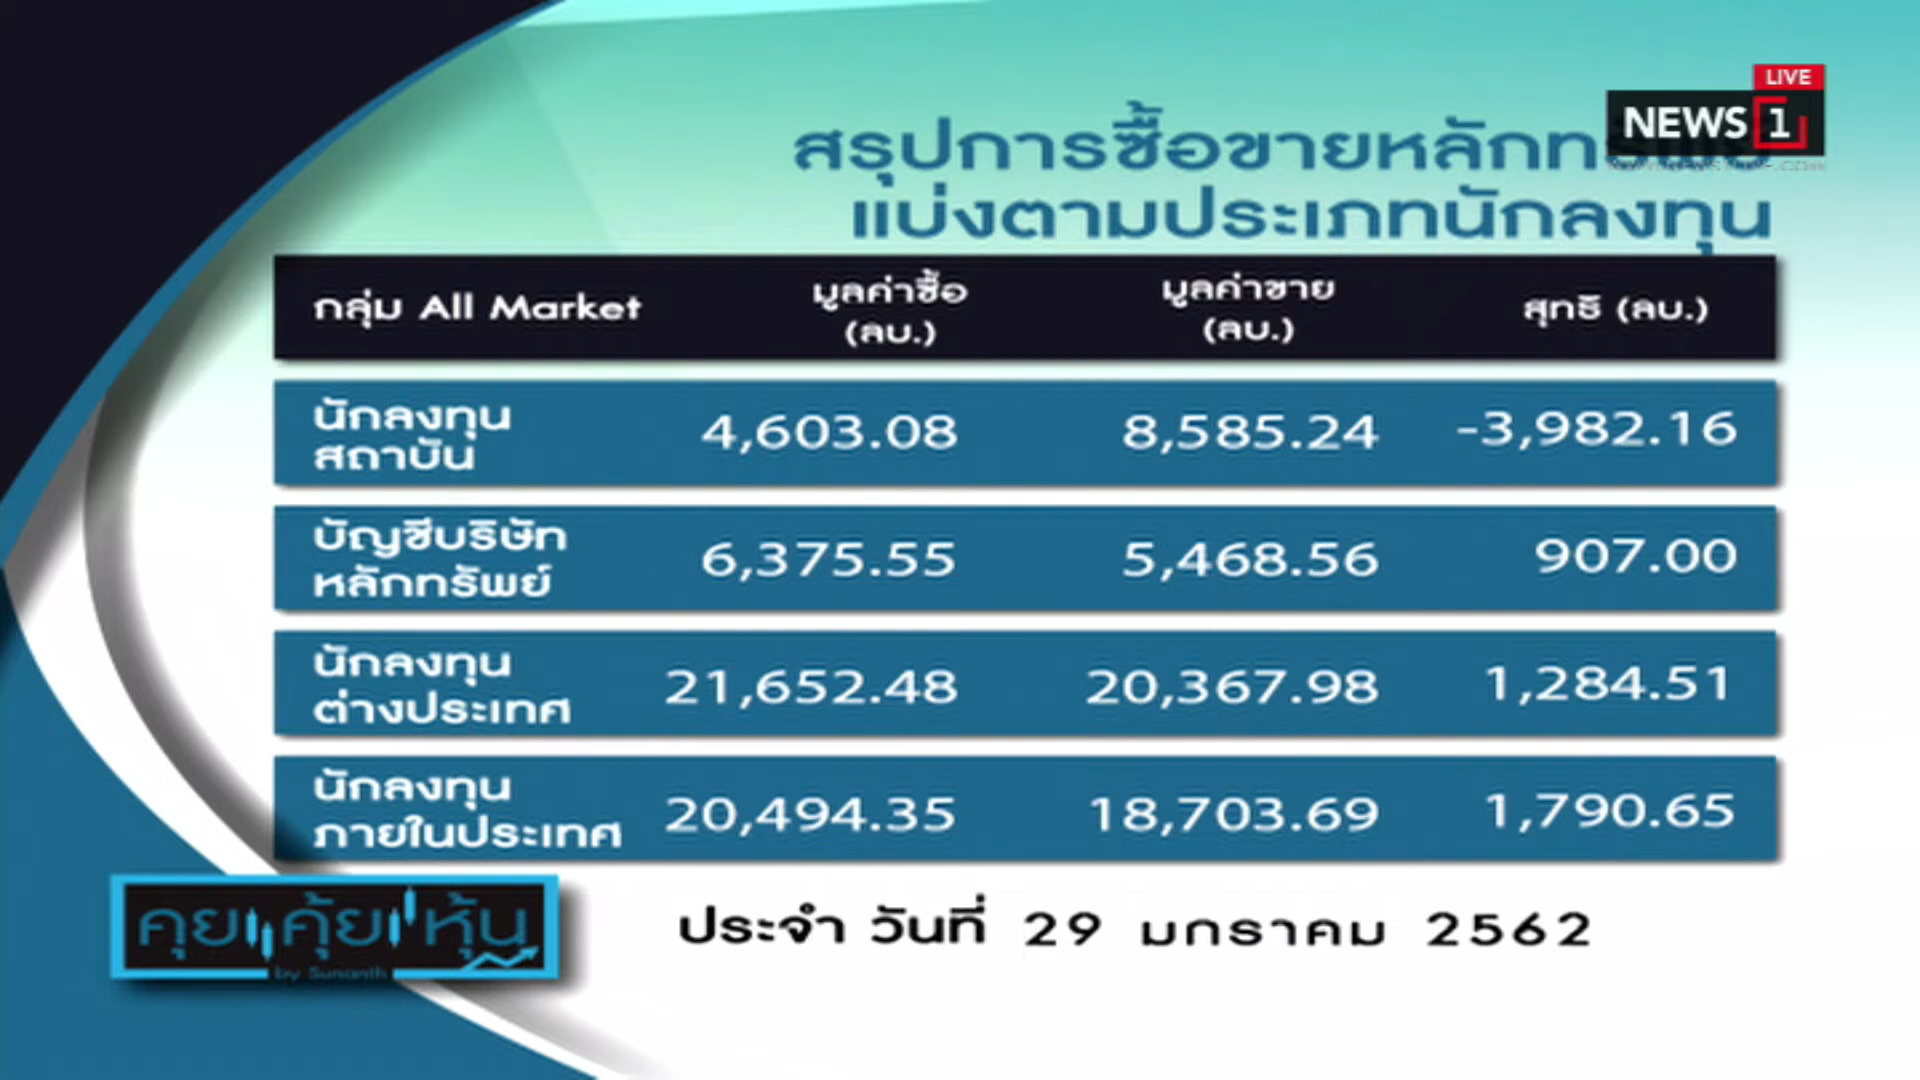 LIVE
NEWS 1
สรุปการซื้อขายหลักท
แบ่งตามประเภทนักลงทุน
กลุ่ม All Market มูลค่าซื้อ (ลบ.) มูลค่าขาย (ลบ.) สุทธิ (ลบ.)
นักลงทุน
สถาบัน 4,603.08 8,585.24 -3,982.16
บัญชีบริษัท
หลักทรัพย์ 6,375.55 5,468.56 907.00
นักลงทุน
ต่างประเทศ 21,652.48 20,367.98 1,284.51
นักลงทุน
ภายในประเทศ 20,494.35 18,703.69 1,790.65
คุย คุ้ย หุ้น
by Sunanth
ประจำ วันที่ 29 มกราคม 2562